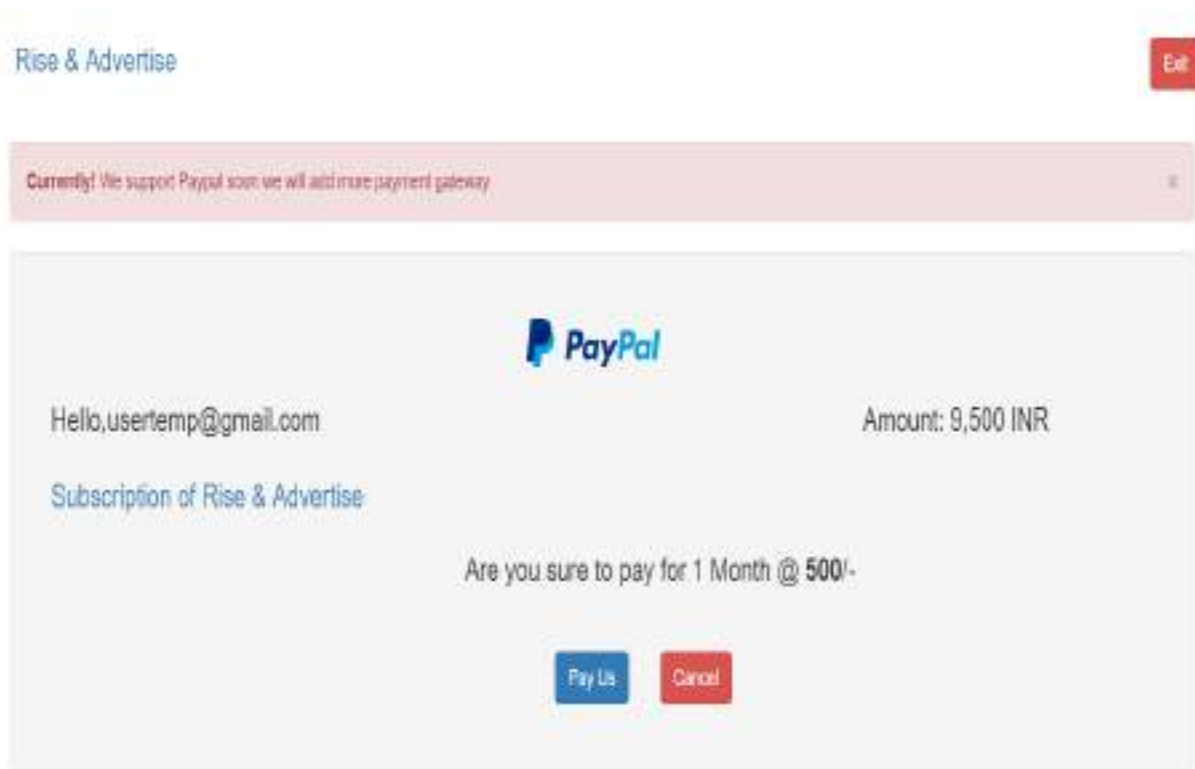 Rise & Advertise
Exit
Currently! We support Paypal soon we will add more payment gateway
x
PayPal
Hello,usertemp@gmail.com
Amount: 9,500 INR
Subscription of Rise & Advertise
Are you sure to pay for 1 Month @ 500/-
Pay Us
Cancel